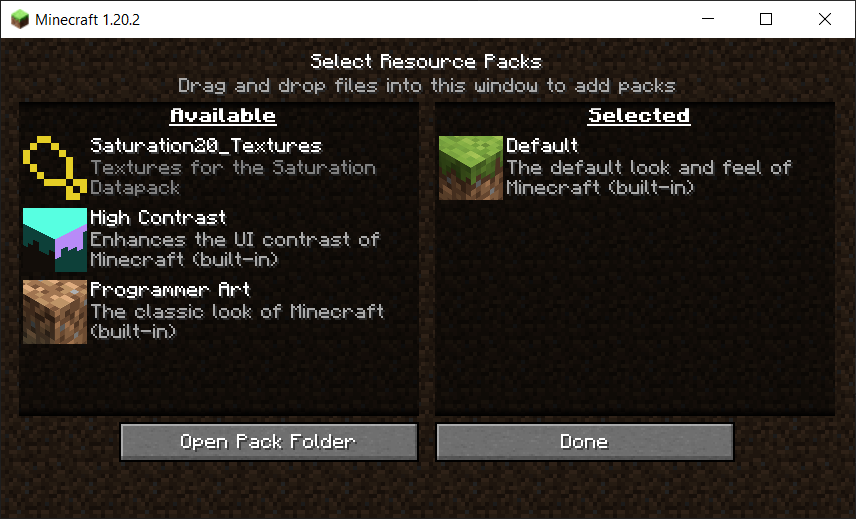 Minecraft 1.20.2
Select Resource Packs
Drag and drop files into this window to add packs
Available
Saturation20_Textures
Textures for the Saturation
Datapack
High Contrast
Enhances the UI contrast of
Minecraft (built-in)
Programmer Art
The classic look of Minecraft
(built-in)
Selected
Default
The default look and feel of
Minecraft (built-in)
Open Pack Folder
Done